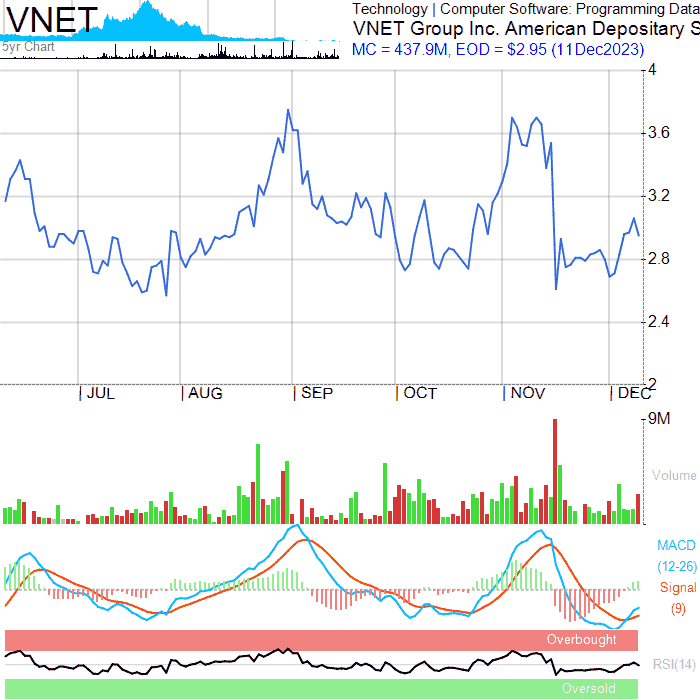 VNET
5yr Chart
Technology | Computer Software: Programming Data
VNET Group Inc. American Depositary S
MC = 437.9M, EOD = $2.95 (11Dec2023)
4
3.6
3.2
2.8
2.4
2
| JUL
| AUG
| SEP
| OCT
| NOV
| DEC
9M
Volume
MACD
(12-26)
Signal
(9)
Overbought
RSI(14)
Oversold